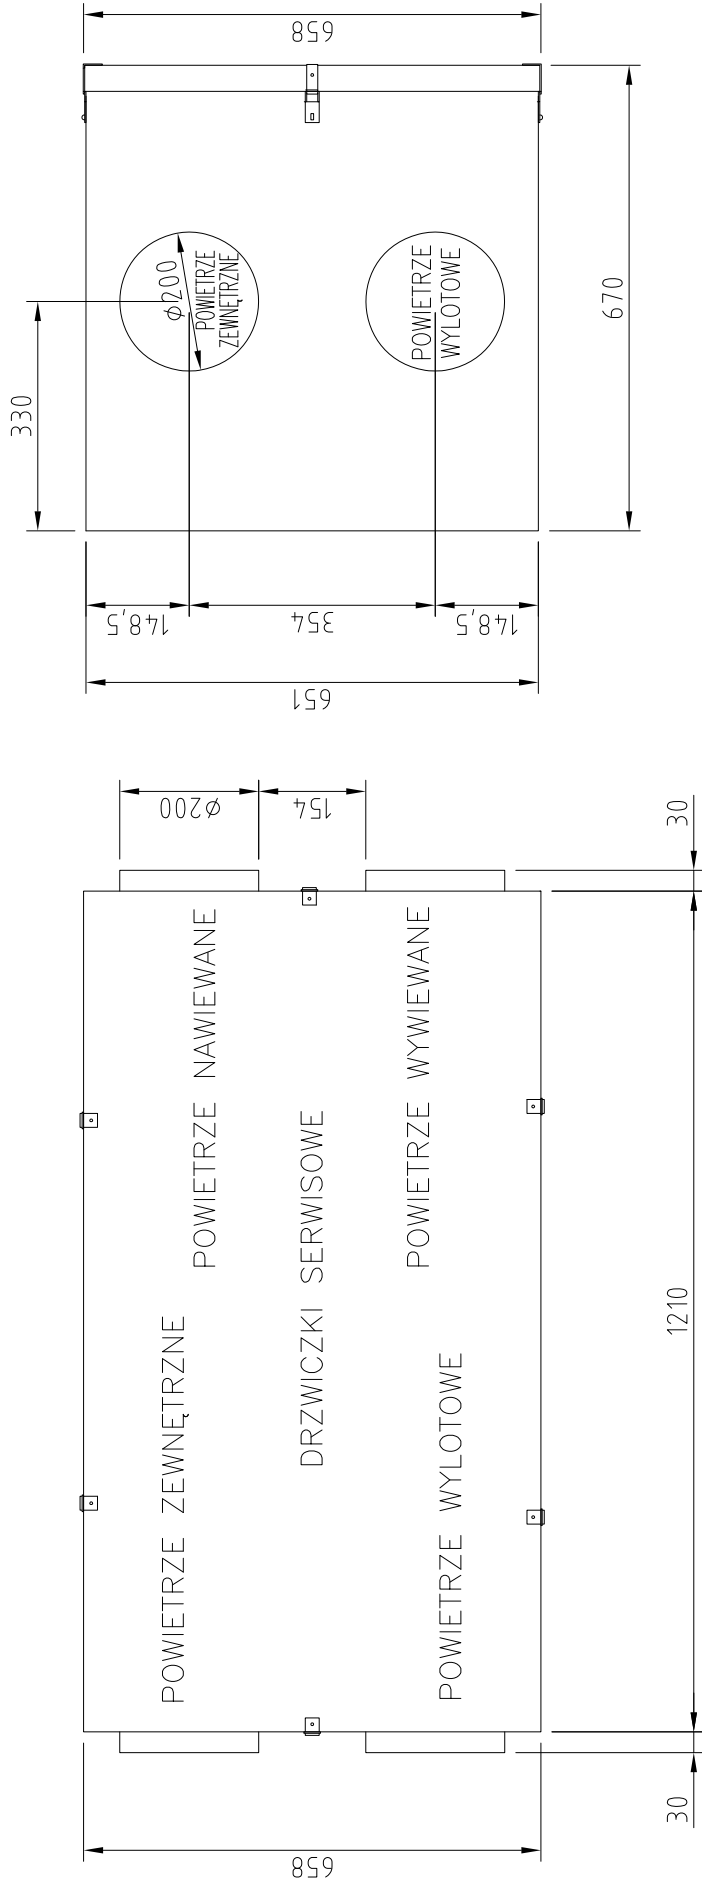 658
330
ϕ200
POWIETRZE
ZEWNĘTRZNE
POWIETRZE
WYLOTOWE
670
148,5
354
148,5
651
ϕ200
154
30
POWIETRZE NAWIEWANE
POWIETRZE WYWIEWANE
DRZWICZKI SERWISOWE
POWIETRZE ZEWNĘTRZNE
POWIETRZE WYLOTOWE
1210
30
658